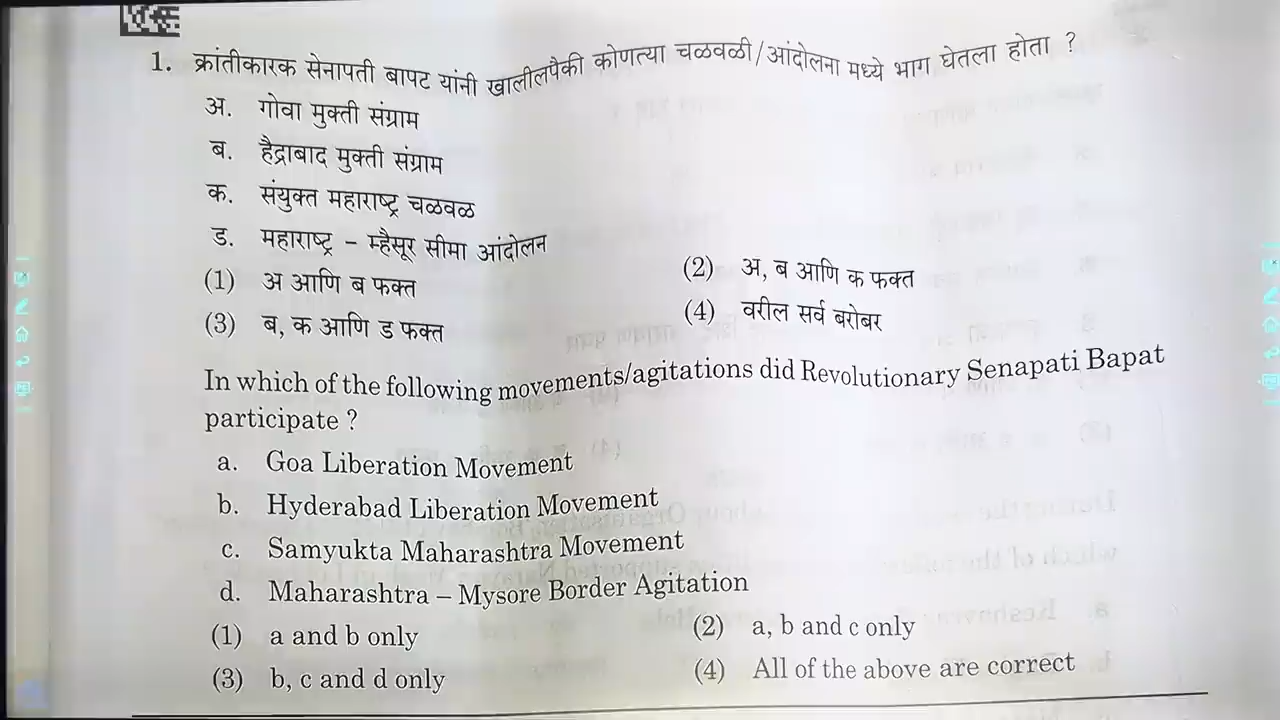 1. क्रांतीकारक सेनापती बापट यांनी खालीलपैकी कोणत्या चळवळी/आंदोलना मध्ये भाग घेतला होता ?
अ. गोवा मुक्ती संग्राम
ब. हैद्राबाद मुक्ती संग्राम
क. संयुक्त महाराष्ट्र चळवळ
ड. महाराष्ट्र – म्हैसूर सीमा आंदोलन
(1) अ आणि ब फक्त (2) अ, ब आणि क फक्त
(3) ब, क आणि ड फक्त (4) वरील सर्व बरोबर
In which of the following movements/agitations did Revolutionary Senapati Bapat
participate ?
a. Goa Liberation Movement
b. Hyderabad Liberation Movement
c. Samyukta Maharashtra Movement
d. Maharashtra – Mysore Border Agitation
(1) a and b only (2) a, b and c only
(3) b, c and d only (4) All of the above are correct